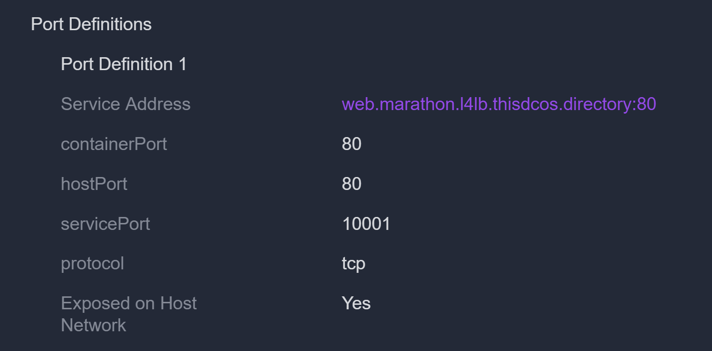 Port Definitions
Port Definition 1
Service Address web.marathon.l4lb.thisdcos.directory:80
containerPort 80
hostPort 80
servicePort 10001
protocol tcp
Exposed on Host Yes
Network